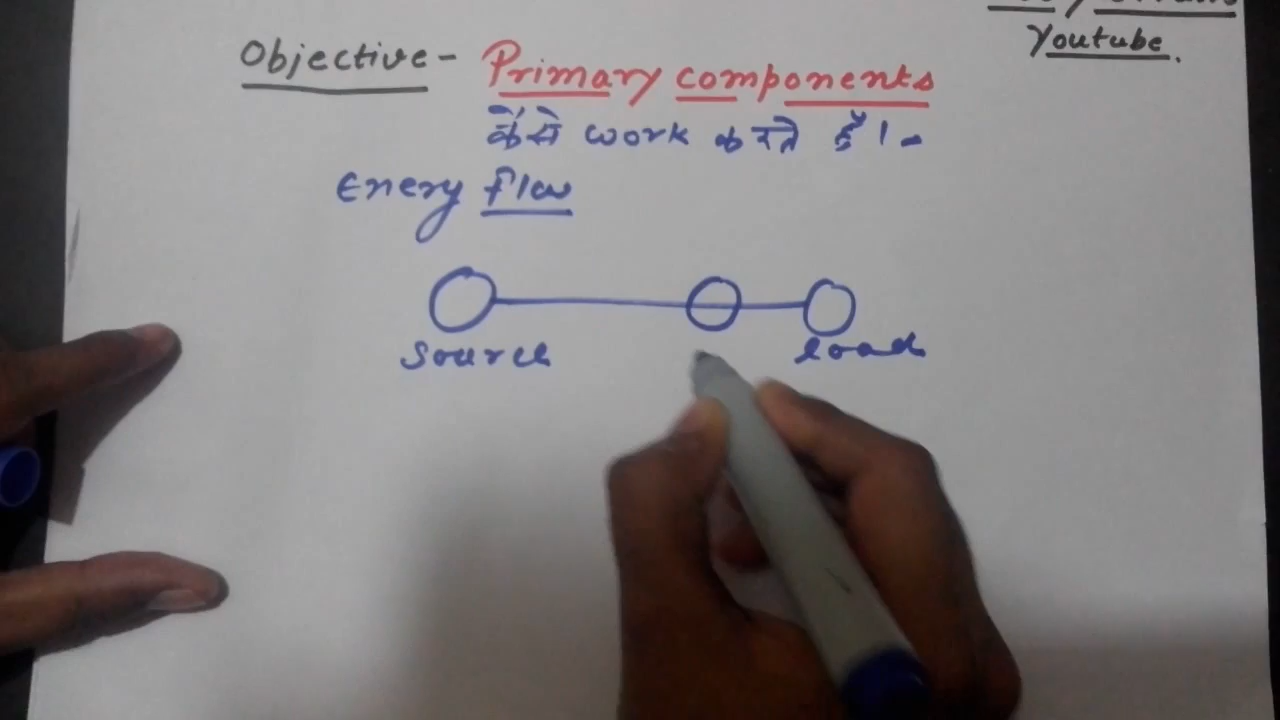 Youtube.
Objective- Primary components
कैसे work करते हैं।-
Enery flow
Source
load